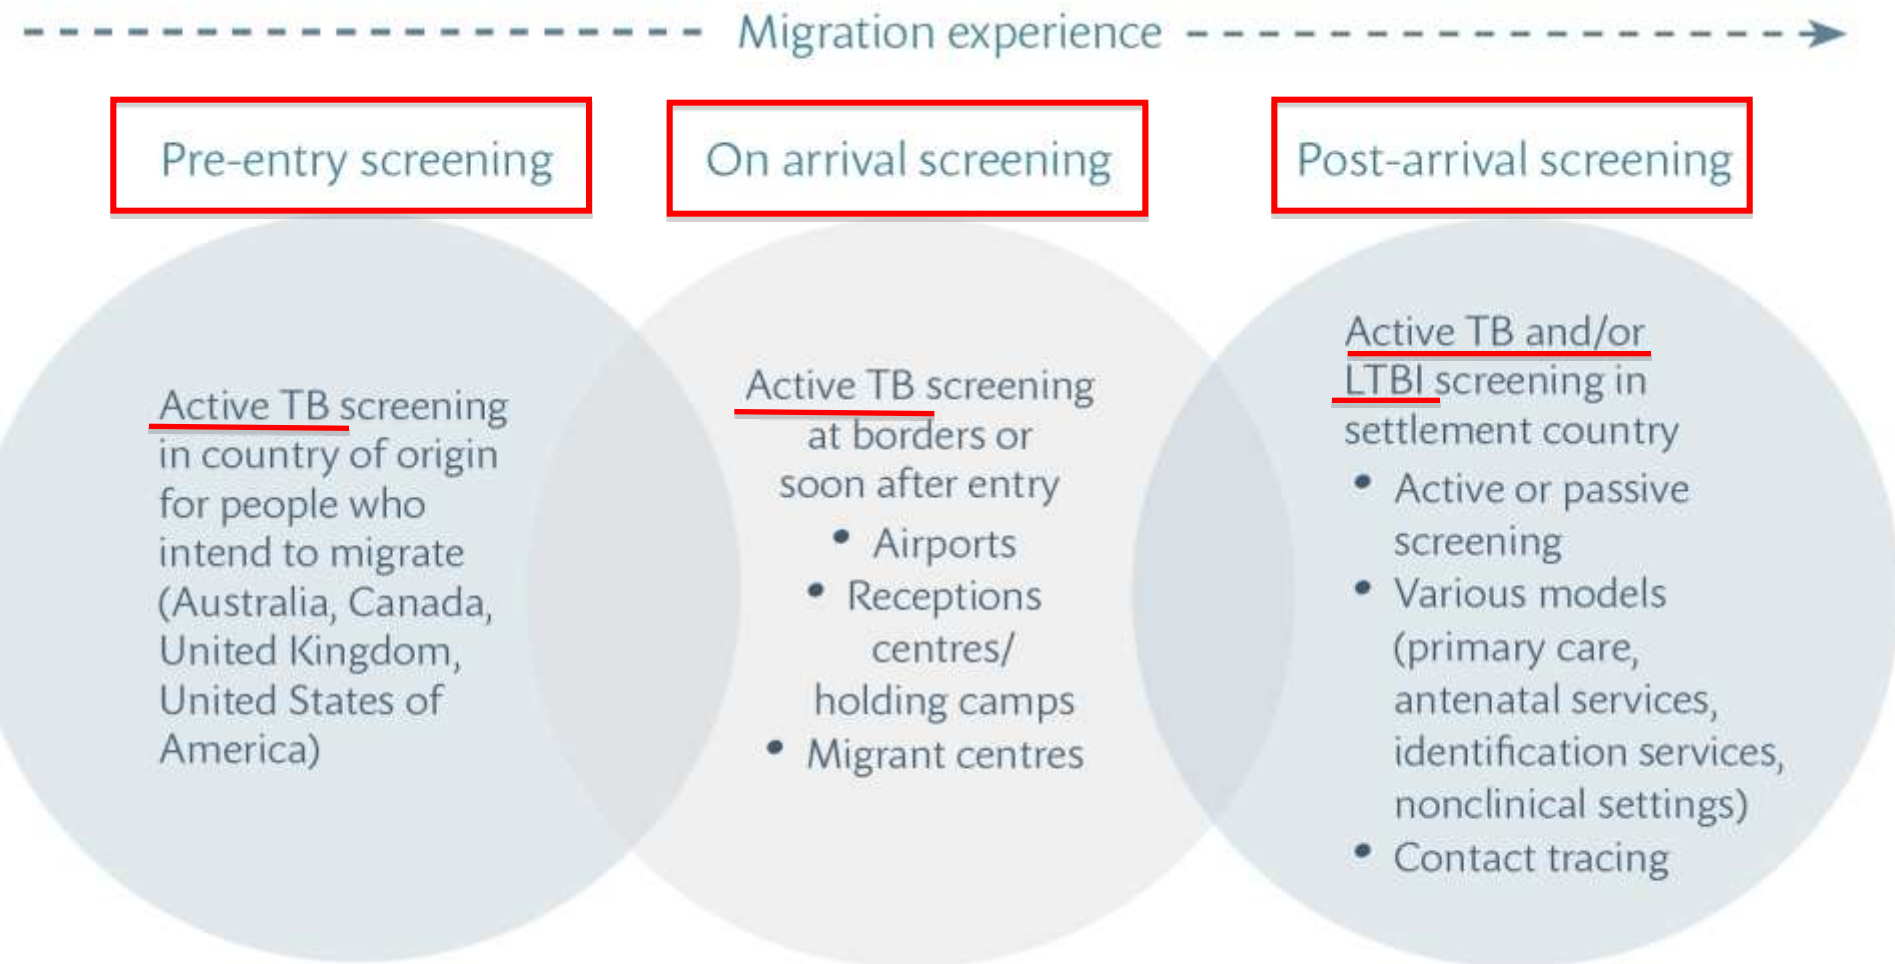 Migration experience
Pre-entry screening
On arrival screening
Post-arrival screening
Active TB screening
in country of origin
for people who
intend to migrate
(Australia, Canada,
United Kingdom,
United States of
America)
Active TB screening
at borders or
soon after entry
• Airports
• Receptions
centres/
holding camps
• Migrant centres
Active TB and/or
LTBI screening in
settlement country
• Active or passive
screening
• Various models
(primary care,
antenatal services,
identification services,
nonclinical settings)
• Contact tracing